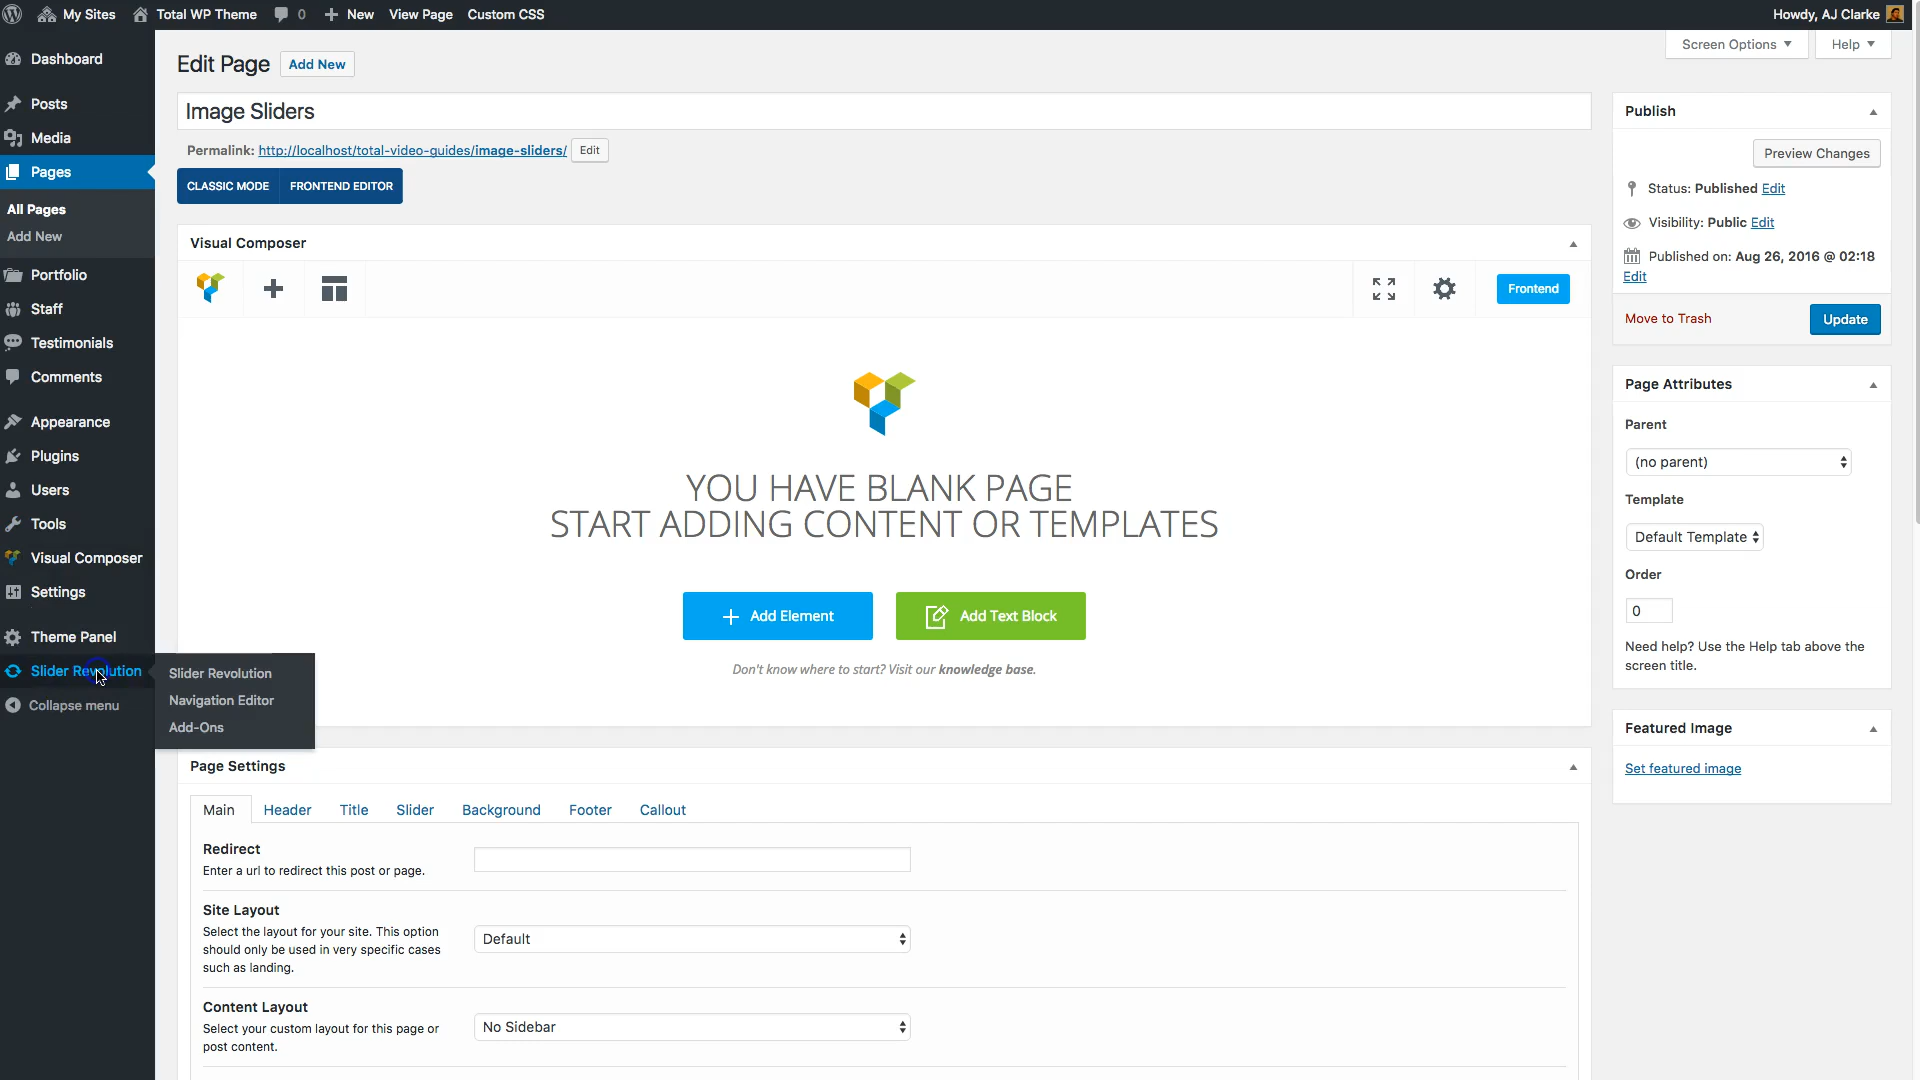 My Sites
Total WP Theme
0
New
View Page
Custom CSS
Howdy, AJ Clarke
Screen Options
Help
Dashboard
Posts
Media
Pages
All Pages
Add New
Portfolio
Staff
Testimonials
Comments
Appearance
Plugins
Users
Tools
Visual Composer
Settings
Theme Panel
Slider Revolution
Collapse menu
Slider Revolution
Navigation Editor
Add-Ons
Edit Page
Add New
Image Sliders
Permalink: http://localhost/total-video-guides/image-sliders/
Edit
CLASSIC MODE
FRONTEND EDITOR
Visual Composer
Frontend
YOU HAVE BLANK PAGE
START ADDING CONTENT OR TEMPLATES
Add Element
Add Text Block
Don't know where to start? Visit our knowledge base.
Page Settings
Main
Header
Title
Slider
Background
Footer
Callout
Redirect
Enter a url to redirect this post or page.
Site Layout
Select the layout for your site. This option
should only be used in very specific cases
such as landing.
Default
Content Layout
Select your custom layout for this page or
post content.
No Sidebar
Publish
Preview Changes
Status: Published Edit
Visibility: Public Edit
Published on: Aug 26, 2016 @ 02:18
Edit
Move to Trash
Update
Page Attributes
Parent
(no parent)
Template
Default Template
Order
0
Need help? Use the Help tab above the
screen title.
Featured Image
Set featured image